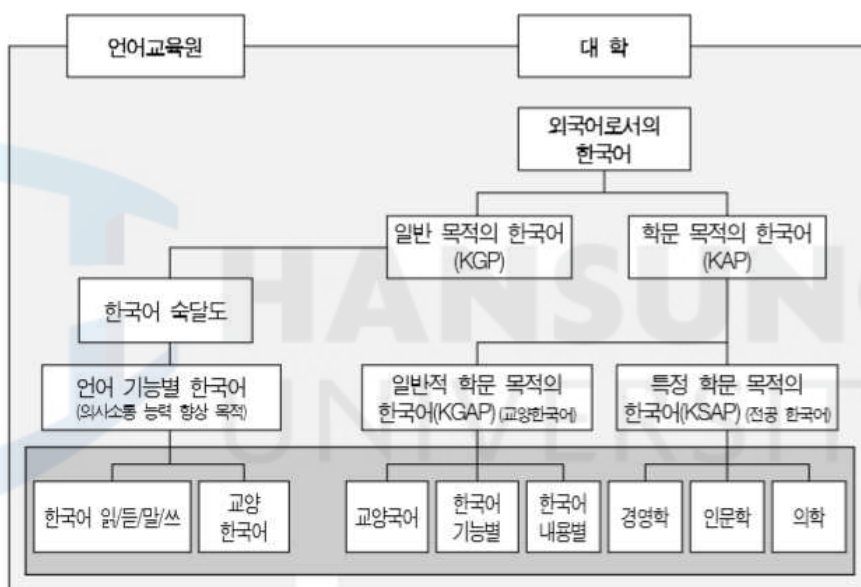 언어교육원
대 학
외국어로서의
한국어
일반 목적의 한국어
(KGP)
학문 목적의 한국어
(KAP)
한국어 숙달도
언어 기능별 한국어
(의사소통 능력 향상 목적)
일반적 학문 목적의
한국어(KGAP) (교양한국어)
특정 학문 목적의
한국어(KSAP) (전공 한국어)
한국어 읽/듣/말/쓰
교양
한국어
교양국어
한국어
기능별
한국어
내용별
경영학
인문학
의학
HANSUNG
UNIVERSIT